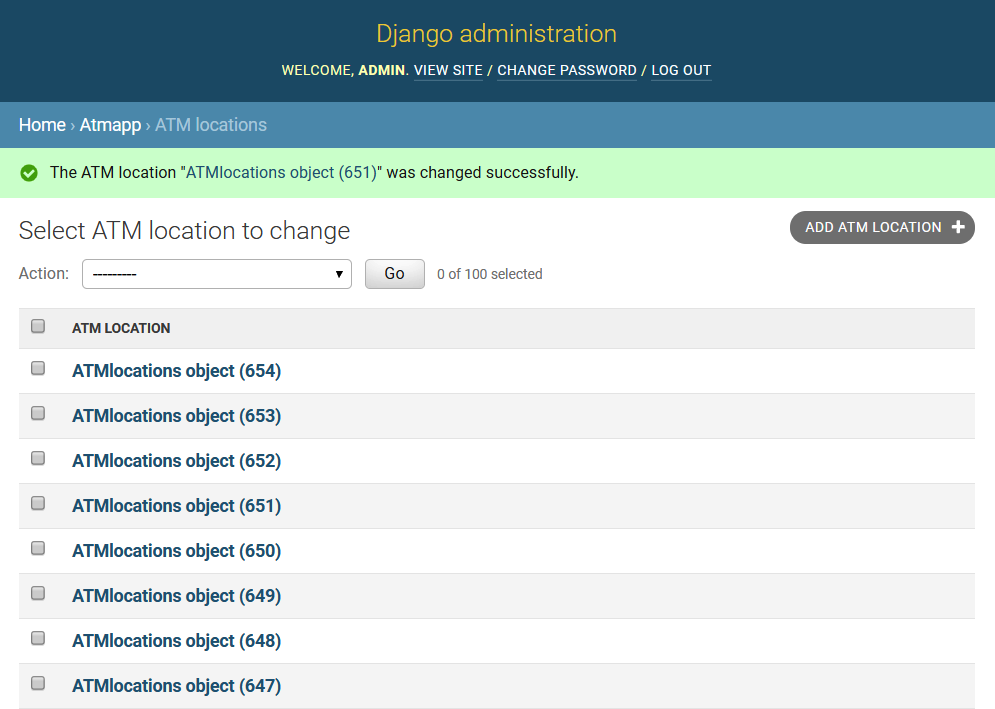 Django administration
WELCOME, ADMIN. VIEW SITE / CHANGE PASSWORD / LOG OUT
Home › Atmapp › ATM locations
The ATM location "ATMlocations object (651)" was changed successfully.
Select ATM location to change
ADD ATM LOCATION +
Action: --------- Go 0 of 100 selected
ATM LOCATION
ATMlocations object (654)
ATMlocations object (653)
ATMlocations object (652)
ATMlocations object (651)
ATMlocations object (650)
ATMlocations object (649)
ATMlocations object (648)
ATMlocations object (647)